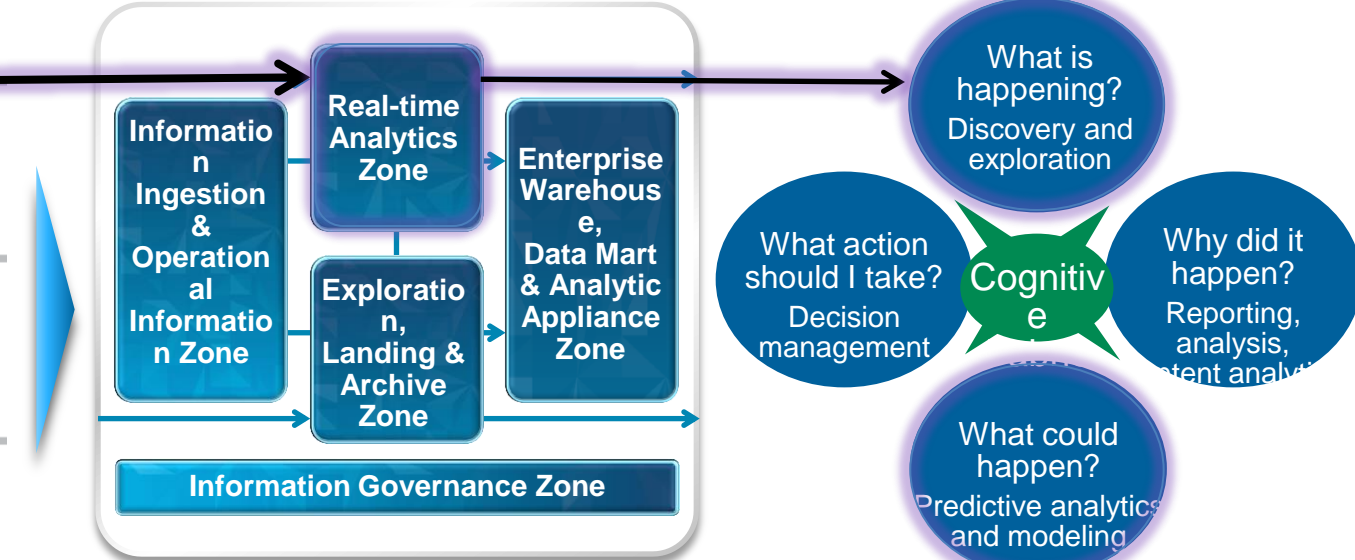 Informatio
n
Ingestion
&
Operation
al
Informatio
n Zone
Real-time
Analytics
Zone
Exploratio
n,
Landing &
Archive
Zone
Enterprise
Warehous
e,
Data Mart
& Analytic
Appliance
Zone
Information Governance Zone
What is
happening?
Discovery and
exploration
What action
should I take?
Decision
management
Cognitiv
e
Why did it
happen?
Reporting,
analysis,
What could
happen?
Predictive analytics
and modeling